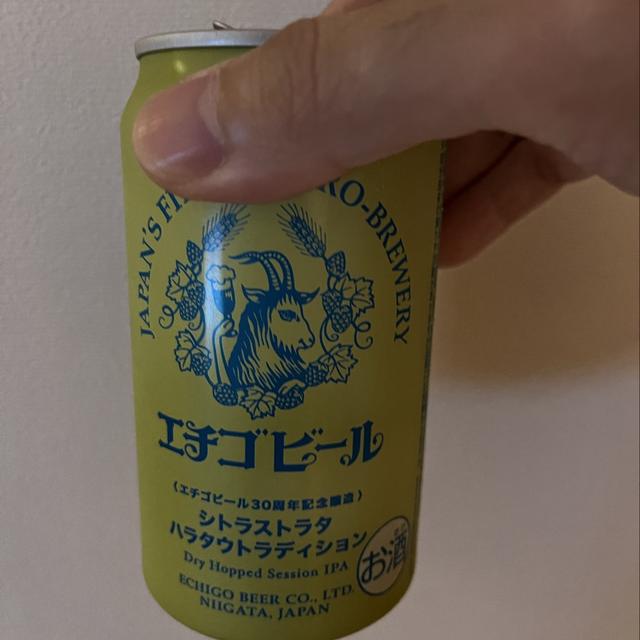 JAPAN'S FI RO-BREWERY
エチゴビール
(エチゴビール30周年記念醸造)
シトラストラタ
ハラタウトラディション
Dry Hopped Session IPA
お酒
ECHIGO BEER CO., LTD.
NIIGATA, JAPAN